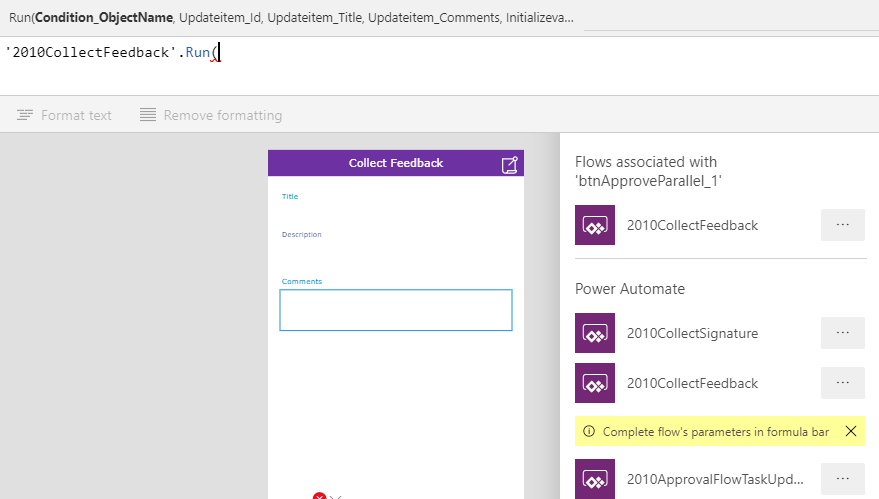 Run(Condition_ObjectName, Updateitem_Id, Updateitem_Title, Updateitem_Comments, Initializeva...
'2010CollectFeedback'.Run(
Format text
Remove formatting
Collect Feedback
Title
Description
Comments
Flows associated with
'btnApproveParallel_1'
2010CollectFeedback
Power Automate
2010CollectSignature
2010CollectFeedback
Complete flow's parameters in formula bar
2010ApprovalFlowTaskUpd...